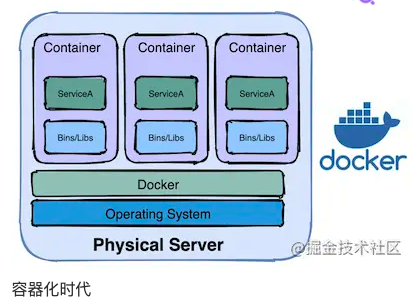 Container Container Container
ServiceA ServiceA ServiceA
Bins/Libs Bins/Libs Bins/Libs
Docker
Operating System
Physical Server
docker
@掘金技术社区
容器化时代